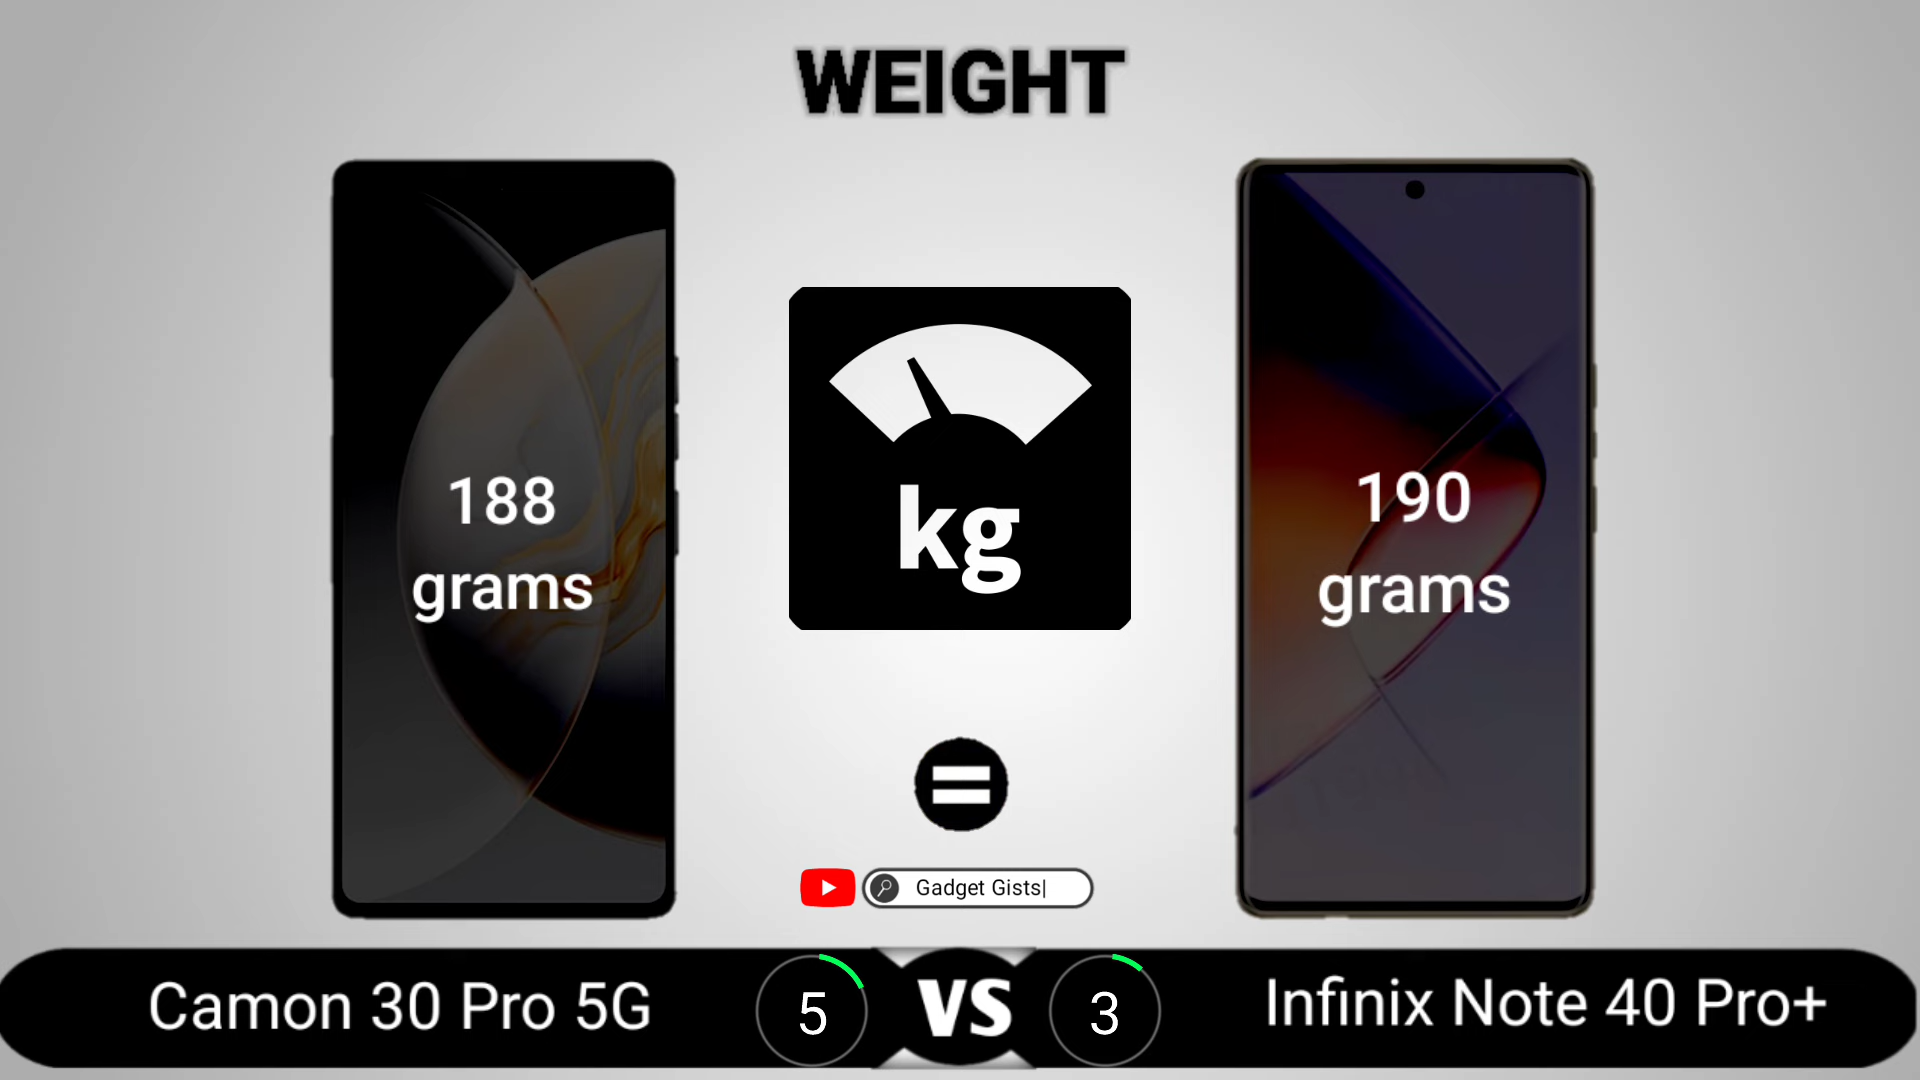 WEIGHT
188
grams
kg
190
grams
Gadget Gists|
Camon 30 Pro 5G
5
VS
3
Infinix Note 40 Pro+